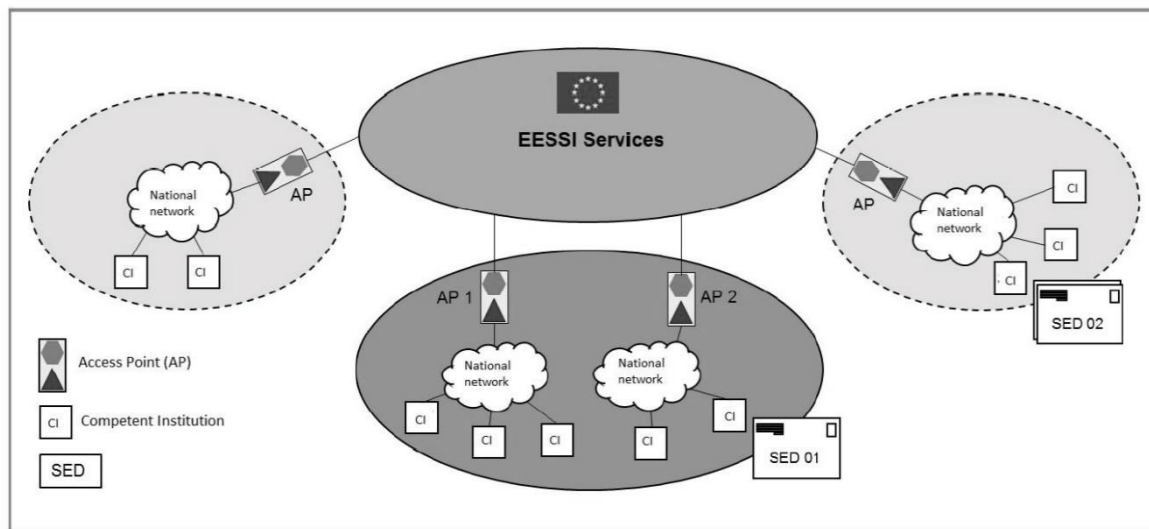 EESSI Services
AP
National
network
CI
CI
AP
National
network
CI
CI
CI
SED 02
AP 1
National
network
CI
CI
CI
AP 2
National
network
CI
CI
SED 01
Access Point (AP)
CI
Competent Institution
SED